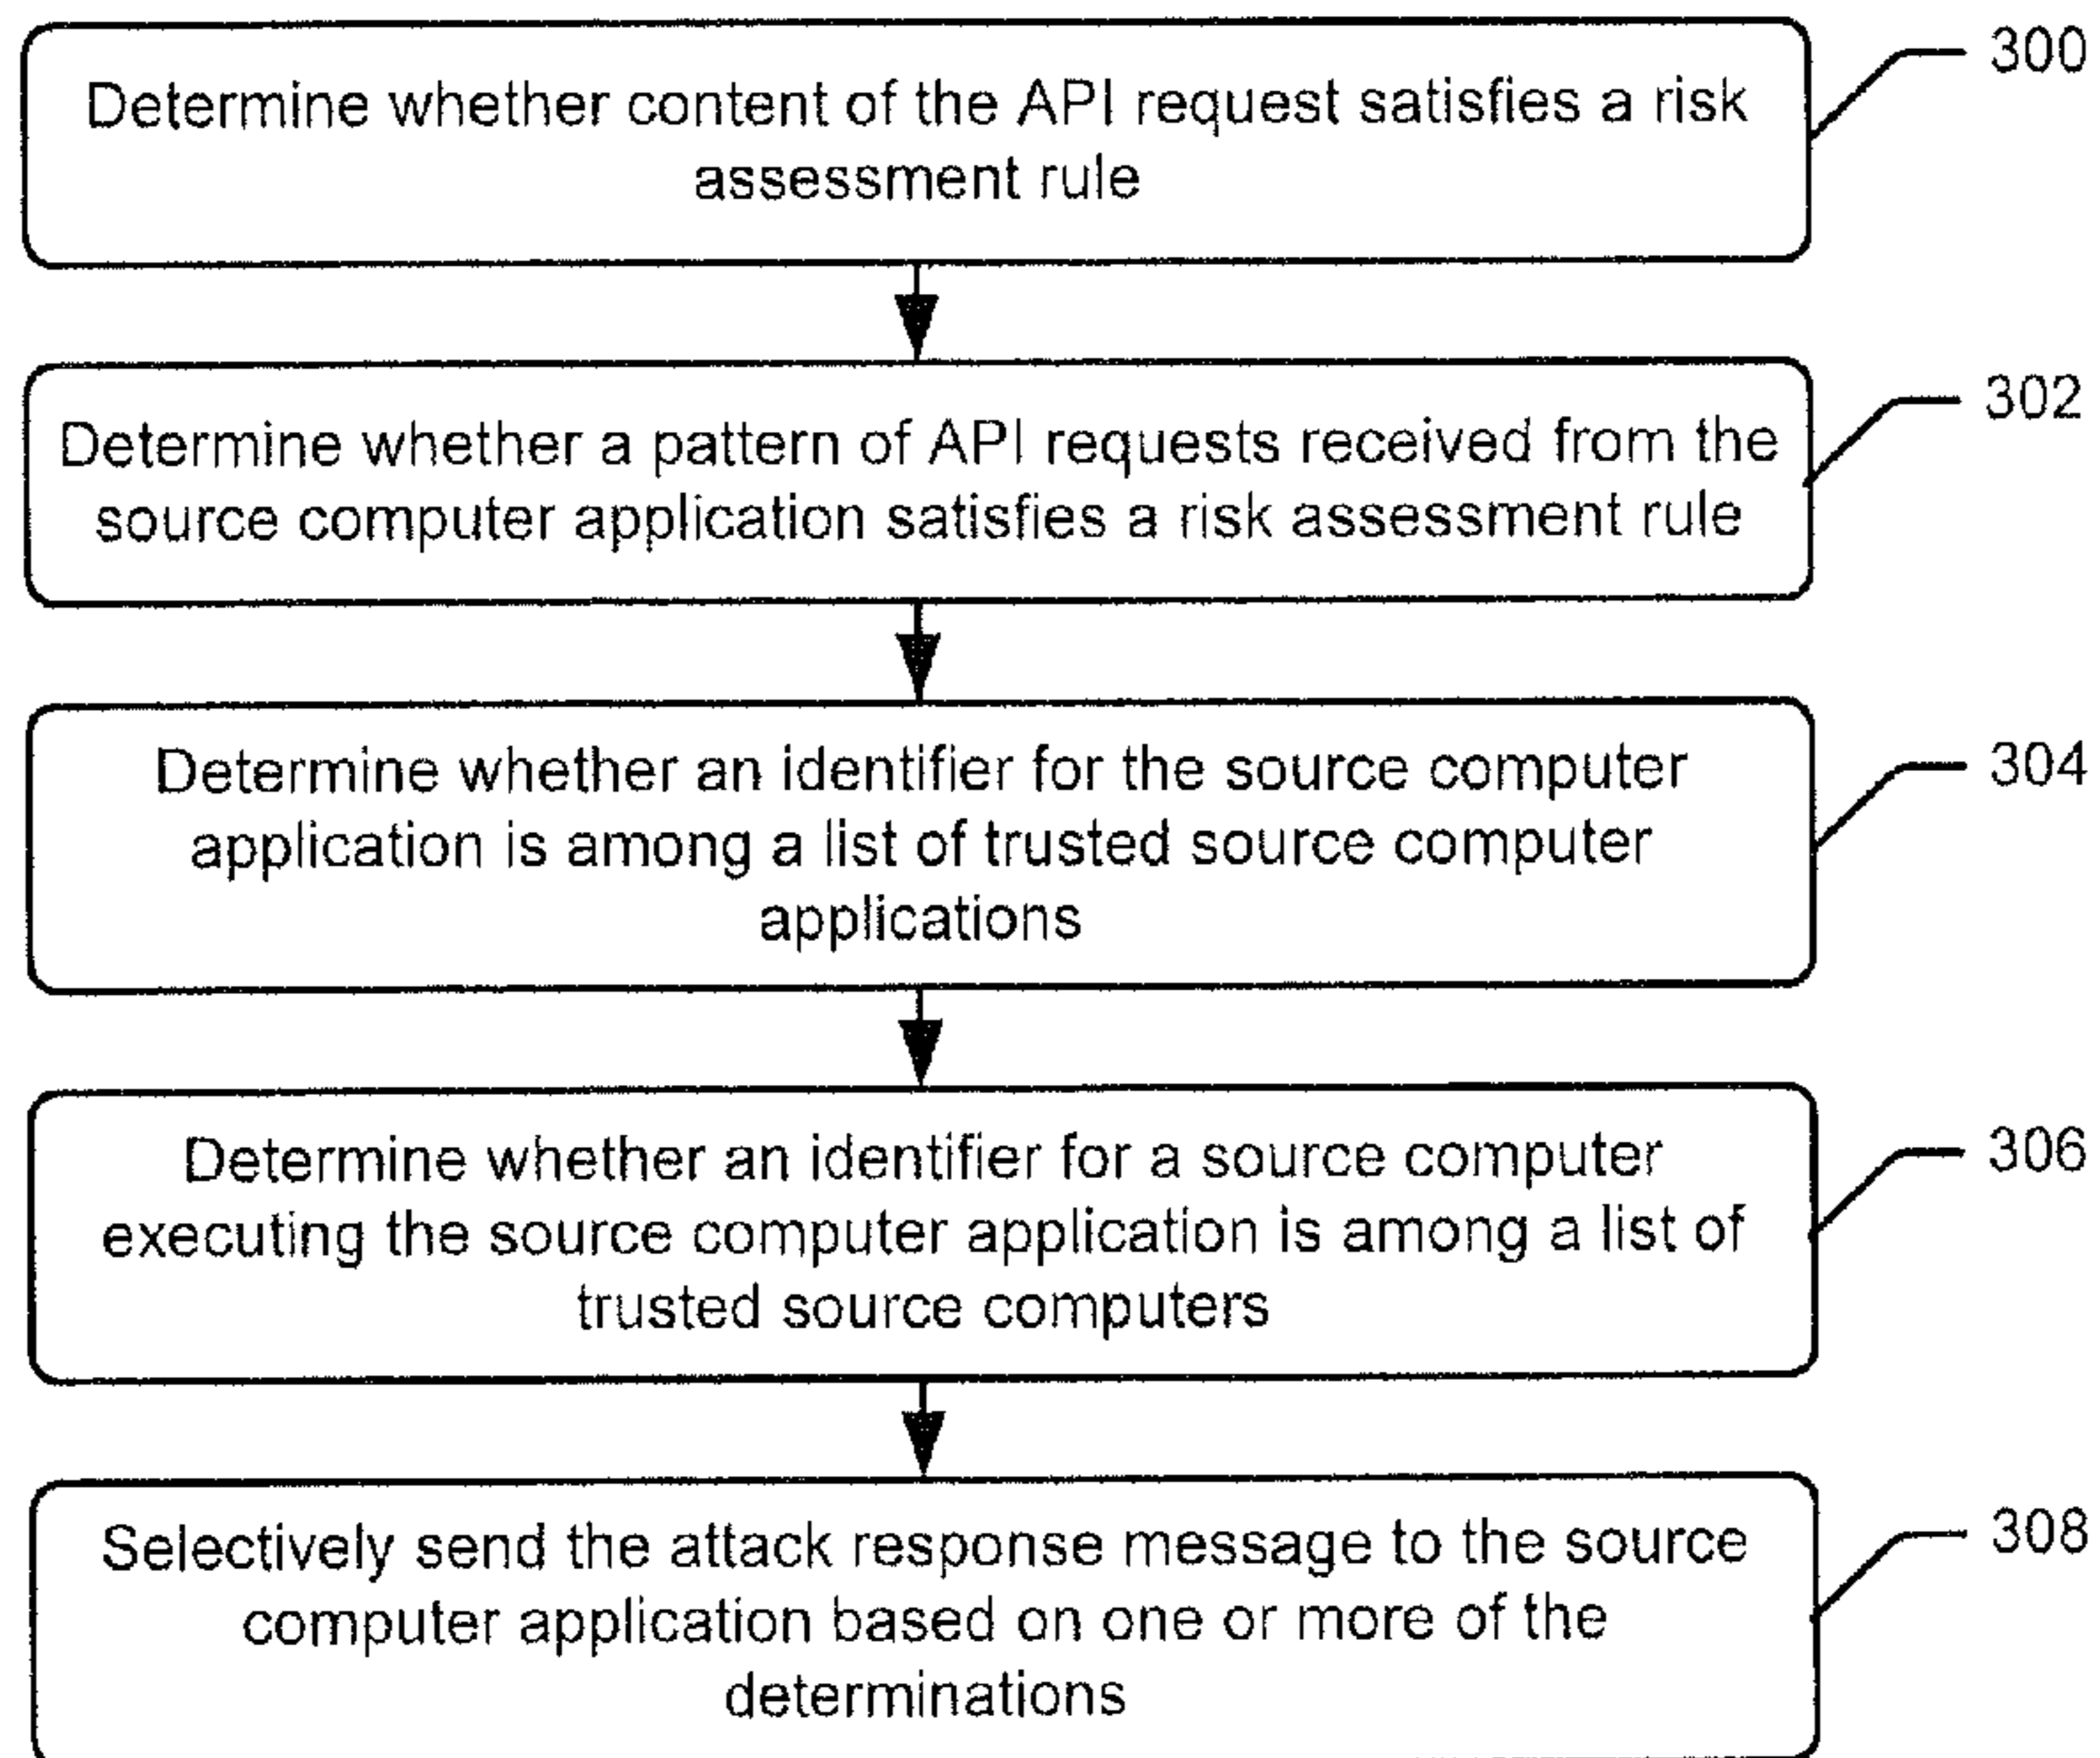 Determine whether content of the API request satisfies a risk
assessment rule
300
Determine whether a pattern of API requests received from the
source computer application satisfies a risk assessment rule
302
Determine whether an identifier for the source computer
application is among a list of trusted source computer
applications
304
Determine whether an identifier for a source computer
executing the source computer application is among a list of
trusted source computers
306
Selectively send the attack response message to the source
computer application based on one or more of the
determinations
308